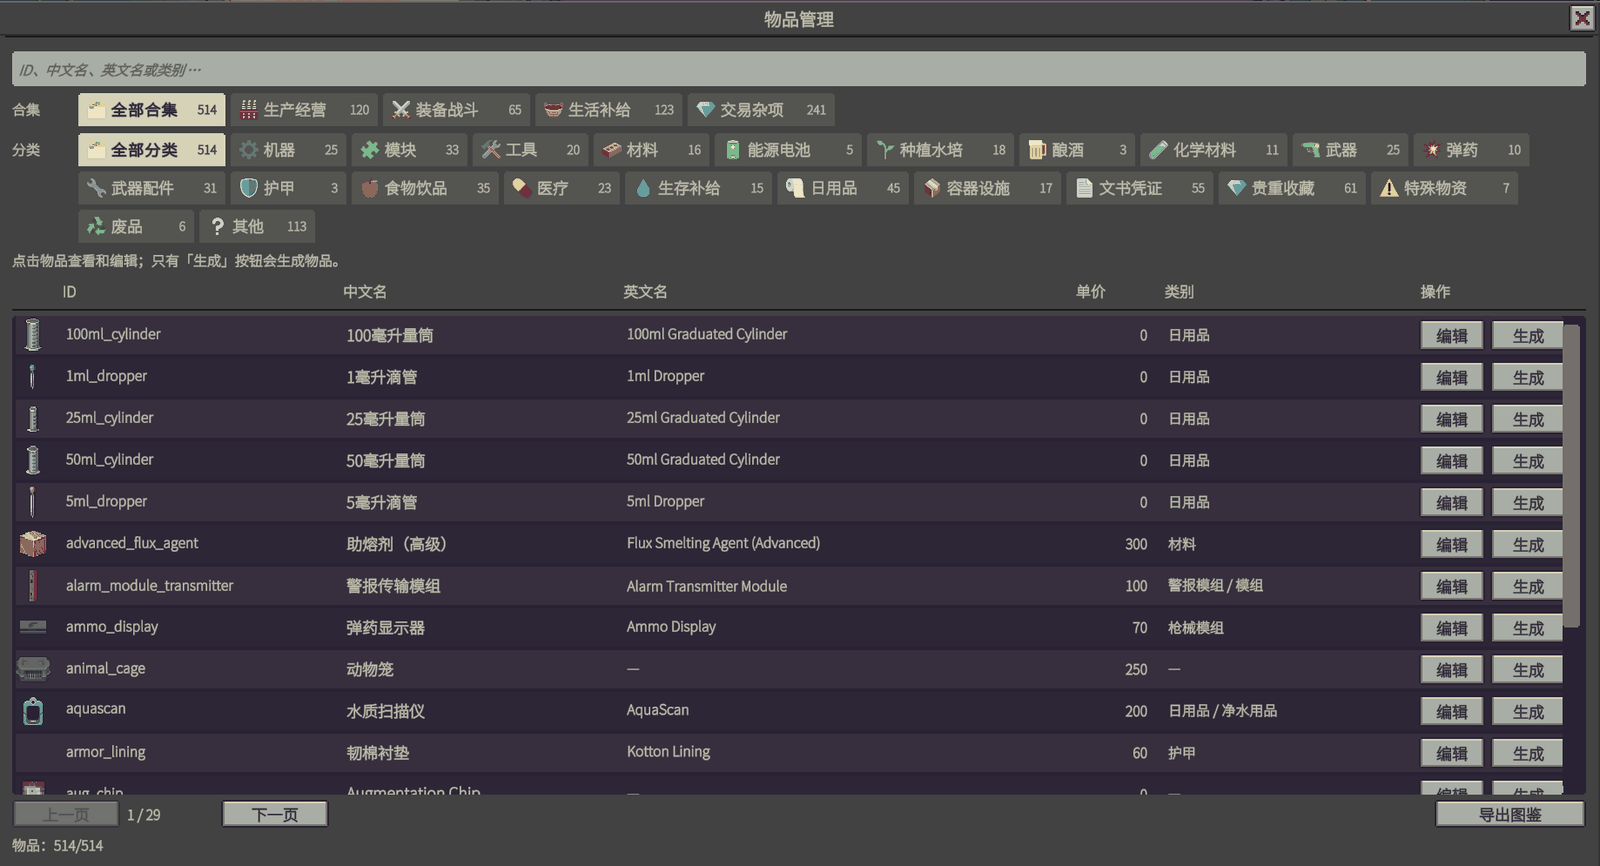 物品管理
ID、中文名、英文名或类别…
合集 全部合集 514 生产经营 120 装备战斗 65 生活补给 123 交易杂项 241
分类 全部分类 514 机器 25 模块 33 工具 20 材料 16 能源电池 5 种植水培 18 酿酒 3 化学材料 11 武器 25 弹药 10
武器配件 31 护甲 3 食物饮品 35 医疗 23 生存补给 15 日用品 45 容器设施 17 文书凭证 55 贵重收藏 61 特殊物资 7
废品 6 其他 113
点击物品查看和编辑；只有「生成」按钮会生成物品。
ID 中文名 英文名 单价 类别 操作
100ml_cylinder 100毫升量筒 100ml Graduated Cylinder 0 日用品 编辑 生成
1ml_dropper 1毫升滴管 1ml Dropper 0 日用品 编辑 生成
25ml_cylinder 25毫升量筒 25ml Graduated Cylinder 0 日用品 编辑 生成
50ml_cylinder 50毫升量筒 50ml Graduated Cylinder 0 日用品 编辑 生成
5ml_dropper 5毫升滴管 5ml Dropper 0 日用品 编辑 生成
advanced_flux_agent 助熔剂（高级） Flux Smelting Agent (Advanced) 300 材料 编辑 生成
alarm_module_transmitter 警报传输模组 Alarm Transmitter Module 100 警报模组 / 模组 编辑 生成
ammo_display 弹药显示器 Ammo Display 70 枪械模组 编辑 生成
animal_cage 动物笼 — 250 — 编辑 生成
aquascan 水质扫描仪 AquaScan 200 日用品 / 净水用品 编辑 生成
armor_lining 韧棉衬垫 Kotton Lining 60 护甲 编辑 生成
aug_chip Augmentation Chip — 0 — 编辑 生成
上一页 1 / 29 下一页 导出图鉴
物品：514/514